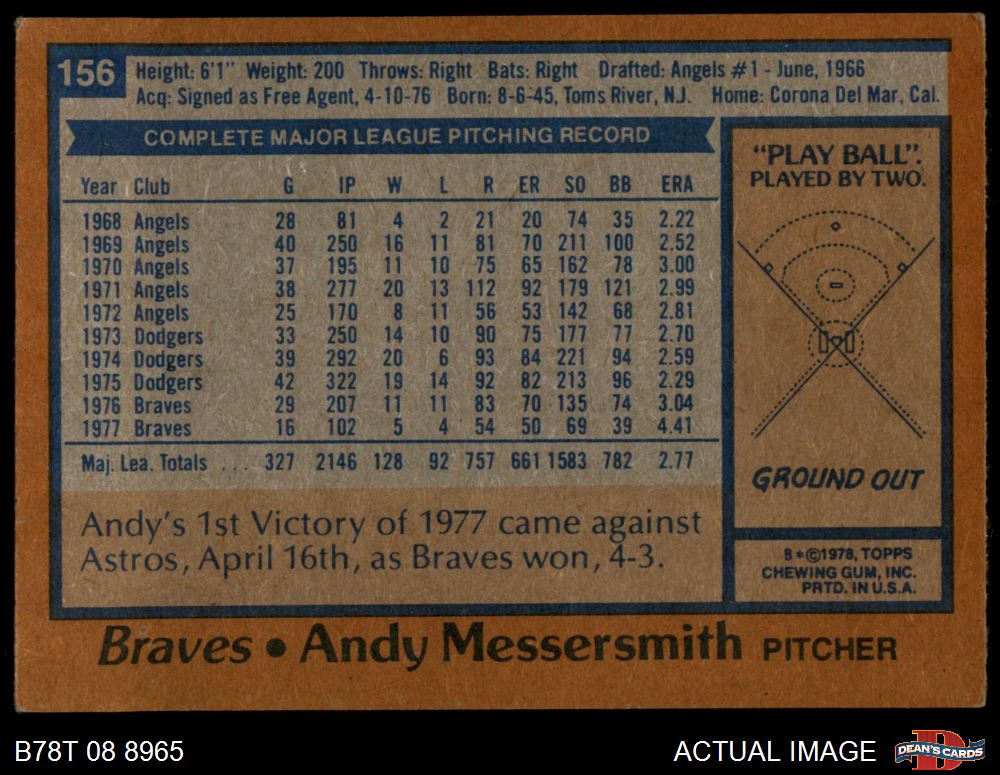 156
Height: 6'1" Weight: 200 Throws: Right Bats: Right Drafted: Angels #1 - June, 1966
Acq: Signed as Free Agent, 4-10-76 Born: 8-6-45, Toms River, N.J. Home: Corona Del Mar, Cal.
COMPLETE MAJOR LEAGUE PITCHING RECORD
Year Club G IP W L R ER SO BB ERA
1968 Angels 28 81 4 2 21 20 74 35 2.22
1969 Angels 40 250 16 11 81 70 211 100 2.52
1970 Angels 37 195 11 10 75 65 162 78 3.00
1971 Angels 38 277 20 13 112 92 179 121 2.99
1972 Angels 25 170 8 11 56 53 142 68 2.81
1973 Dodgers 33 250 14 10 90 75 177 77 2.70
1974 Dodgers 39 292 20 6 93 84 221 94 2.59
1975 Dodgers 42 322 19 14 92 82 213 96 2.29
1976 Braves 29 207 11 11 83 70 135 74 3.04
1977 Braves 16 102 5 4 54 50 69 39 4.41
Maj. Lea. Totals ... 327 2146 128 92 757 661 1583 782 2.77
Andy's 1st Victory of 1977 came against
Astros, April 16th, as Braves won, 4-3.
"PLAY BALL".
PLAYED BY TWO.
GROUND OUT
B*©1978, TOPPS
CHEWING GUM, INC.
PRTD. IN U.S.A.
Braves • Andy Messersmith PITCHER
B78T 08 8965
ACTUAL IMAGE
DEAN'S CARDS